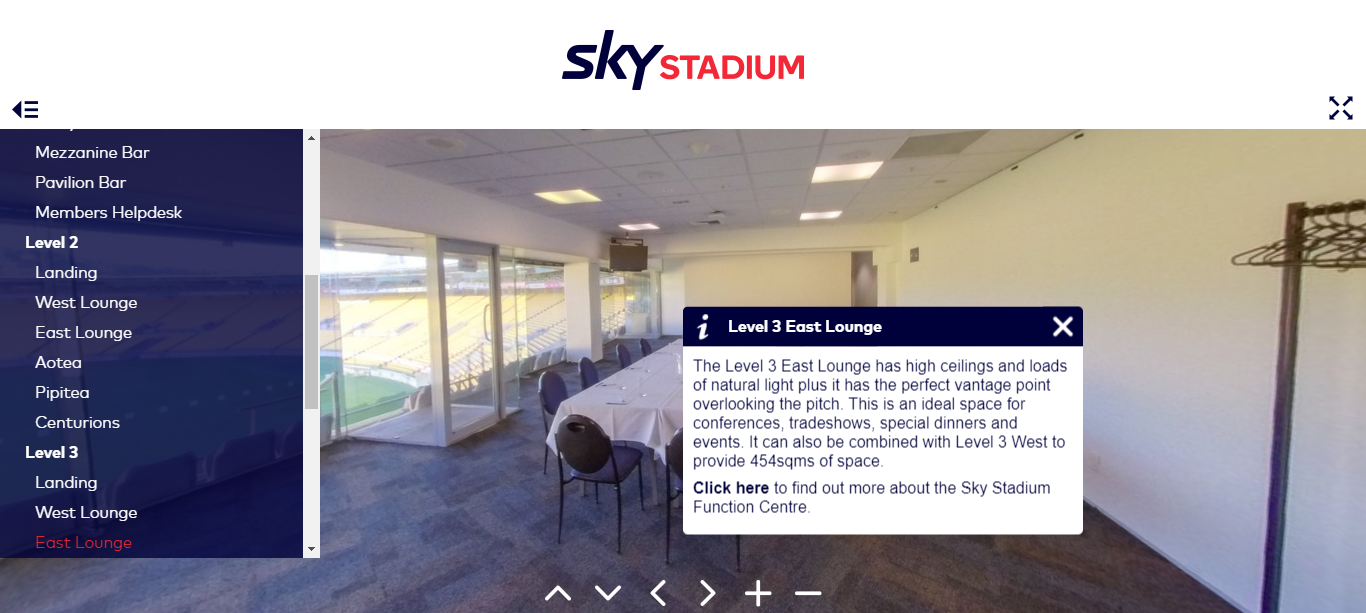 sky STADIUM
Mezzanine Bar
Pavilion Bar
Members Helpdesk
Level 2
Landing
West Lounge
East Lounge
Aotea
Pipitea
Centurions
Level 3
Landing
West Lounge
East Lounge
i Level 3 East Lounge
The Level 3 East Lounge has high ceilings and loads
of natural light plus it has the perfect vantage point
overlooking the pitch. This is an ideal space for
conferences, tradeshows, special dinners and
events. It can also be combined with Level 3 West to
provide 454sqms of space.
Click here to find out more about the Sky Stadium
Function Centre.